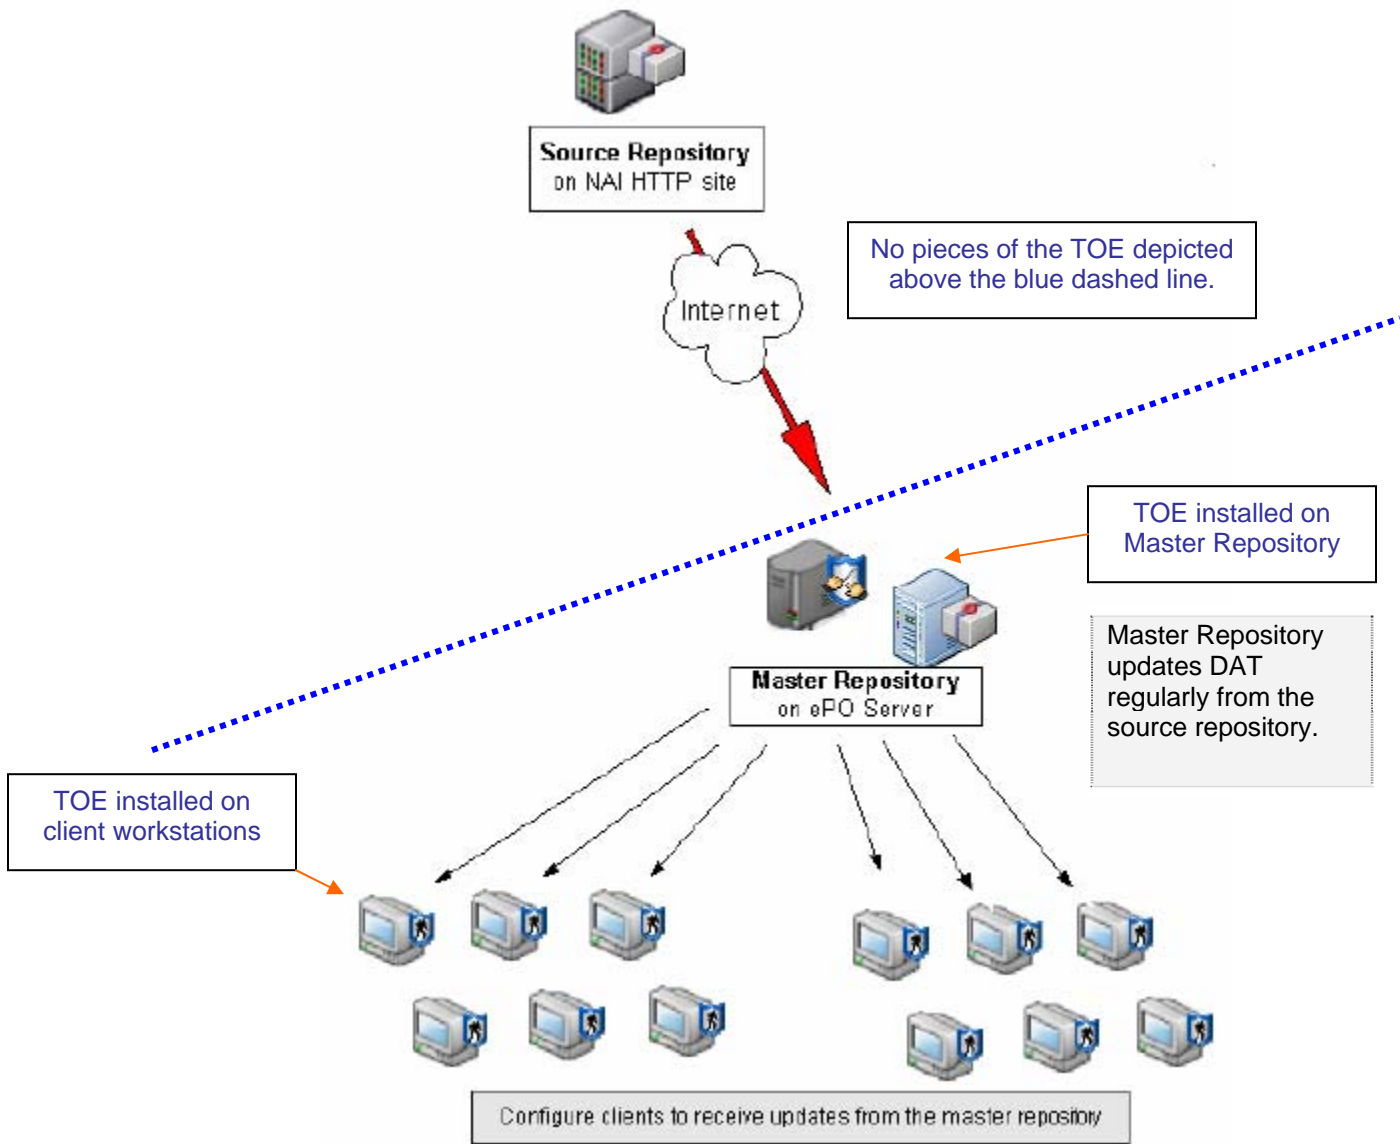 Source Repository
on NAI HTTP site
No pieces of the TOE depicted
above the blue dashed line.
Internet
TOE installed on
Master Repository
Master Repository
updates DAT
regularly from the
source repository.
Master Repository
on ePO Server
TOE installed on
client workstations
Configure clients to receive updates from the master repository